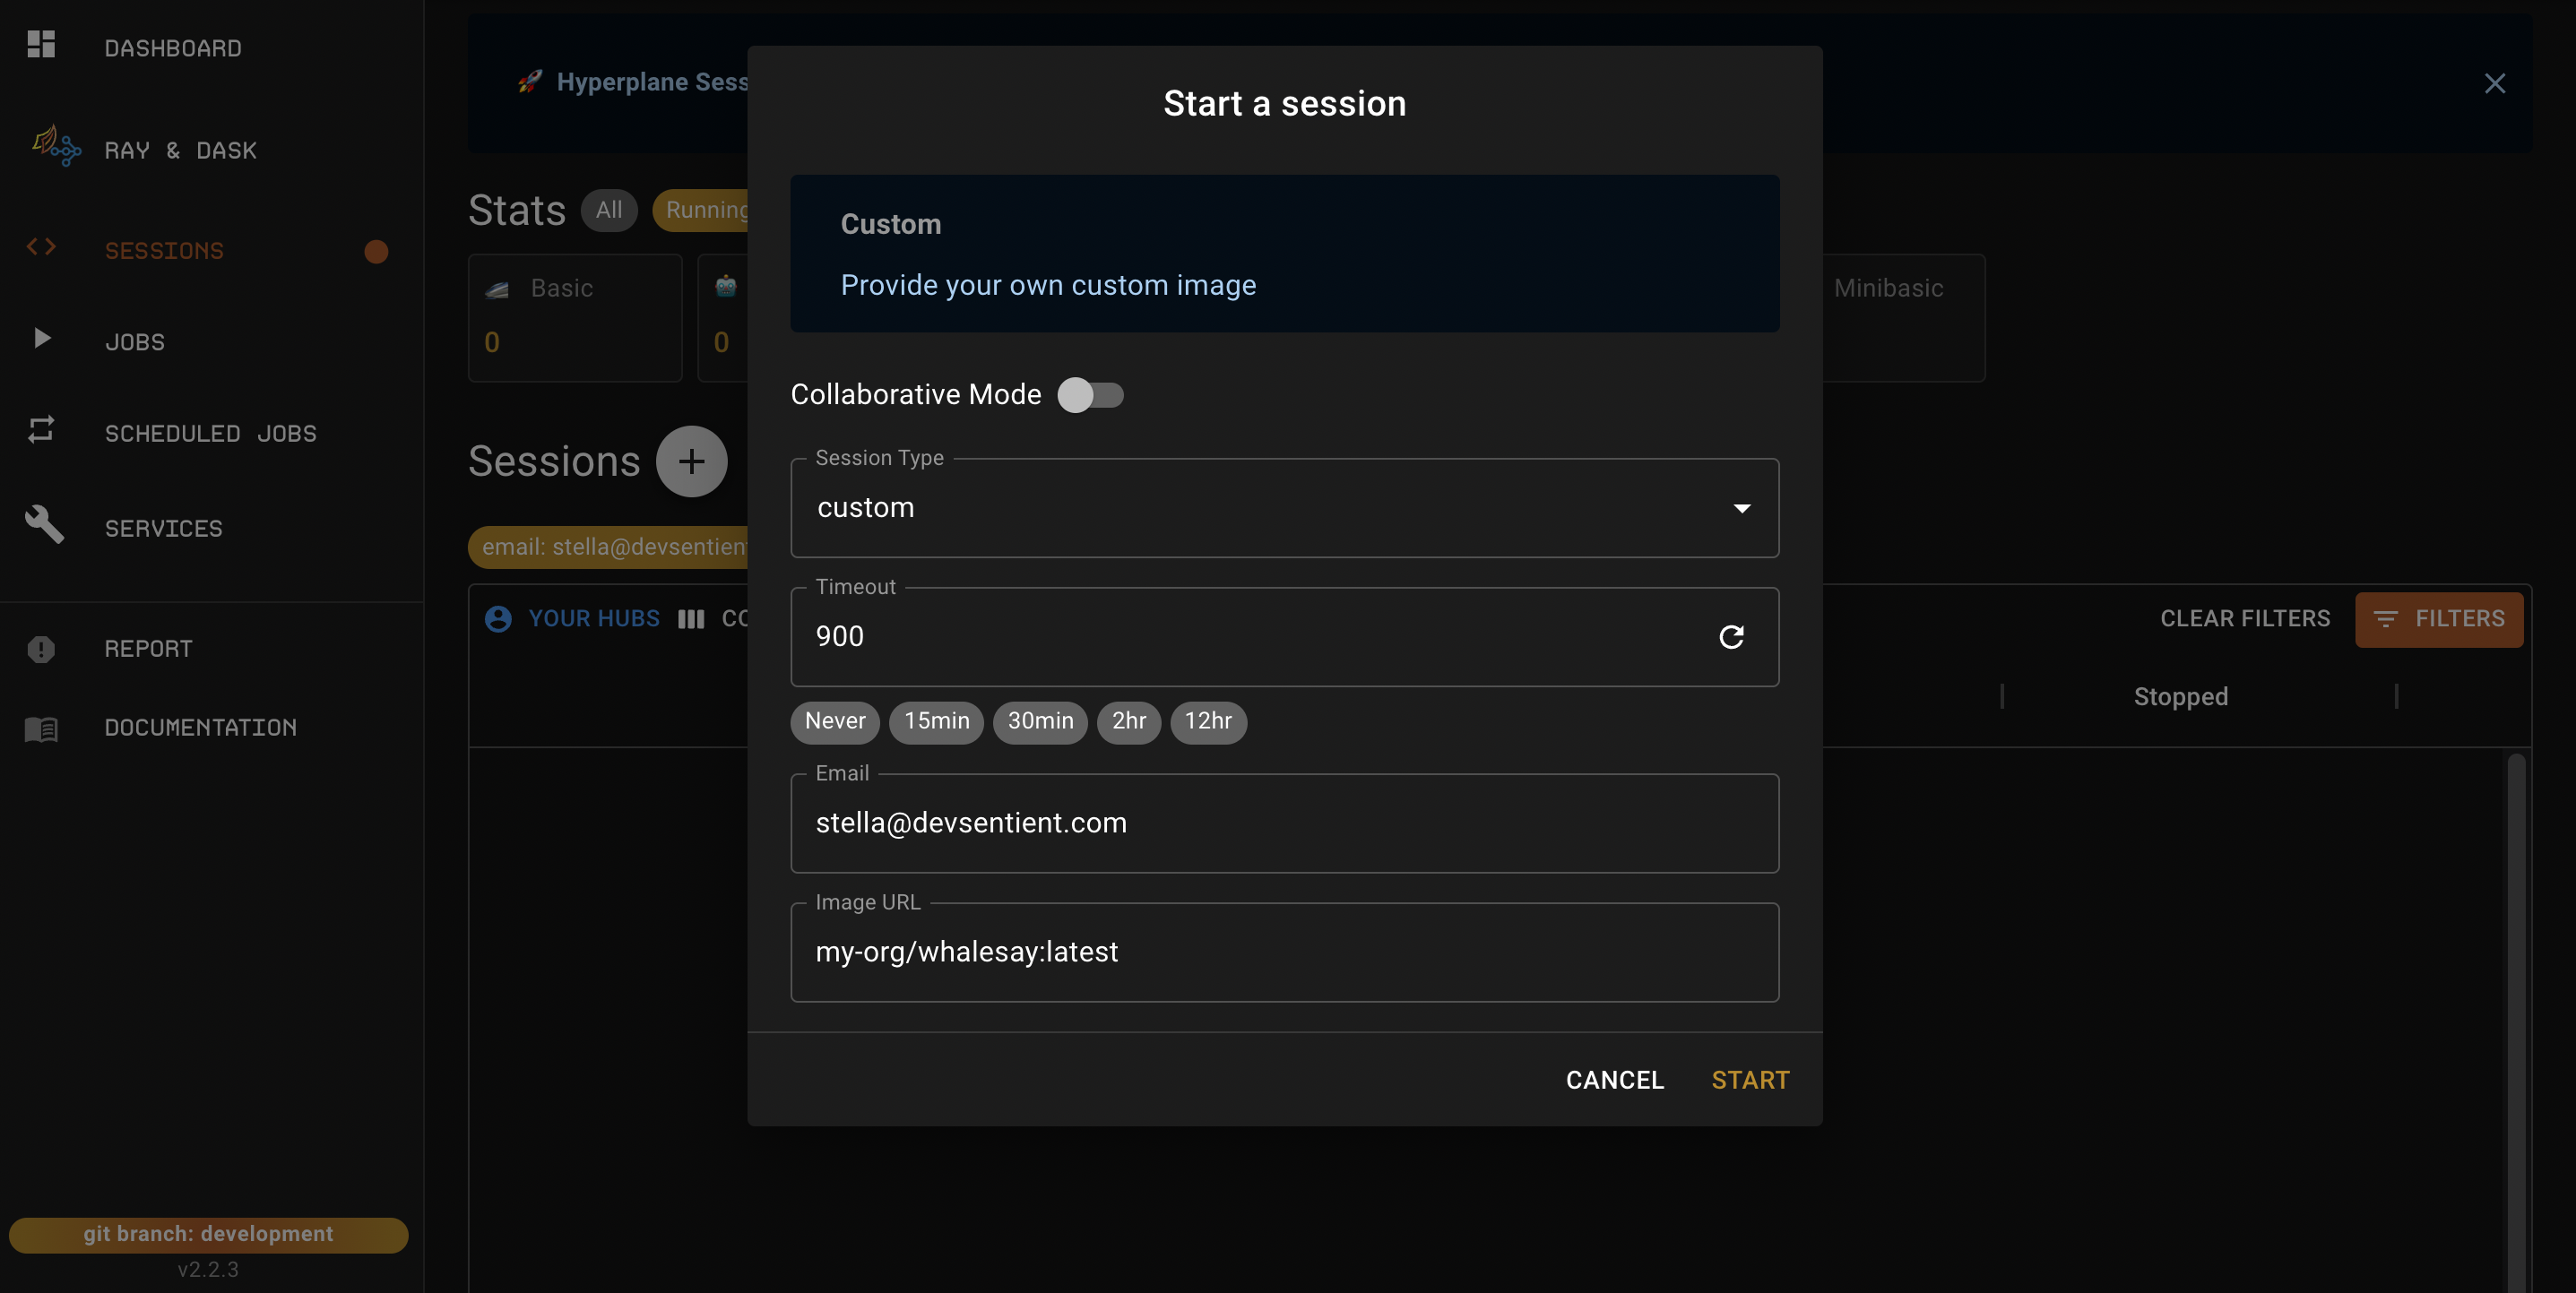 DASHBOARD
RAY & DASK
SESSIONS
JOBS
SCHEDULED JOBS
SERVICES
REPORT
DOCUMENTATION
git branch: development
v2.2.3
🚀 Hyperplane Sess
Stats All Running
Basic
0
0
Minibasic
Sessions +
email: stella@devsentient
YOUR HUBS CO
CLEAR FILTERS FILTERS
Stopped
Start a session
Custom
Provide your own custom image
Collaborative Mode
Session Type
custom
Timeout
900
Never 15min 30min 2hr 12hr
Email
stella@devsentient.com
Image URL
my-org/whalesay:latest
CANCEL START